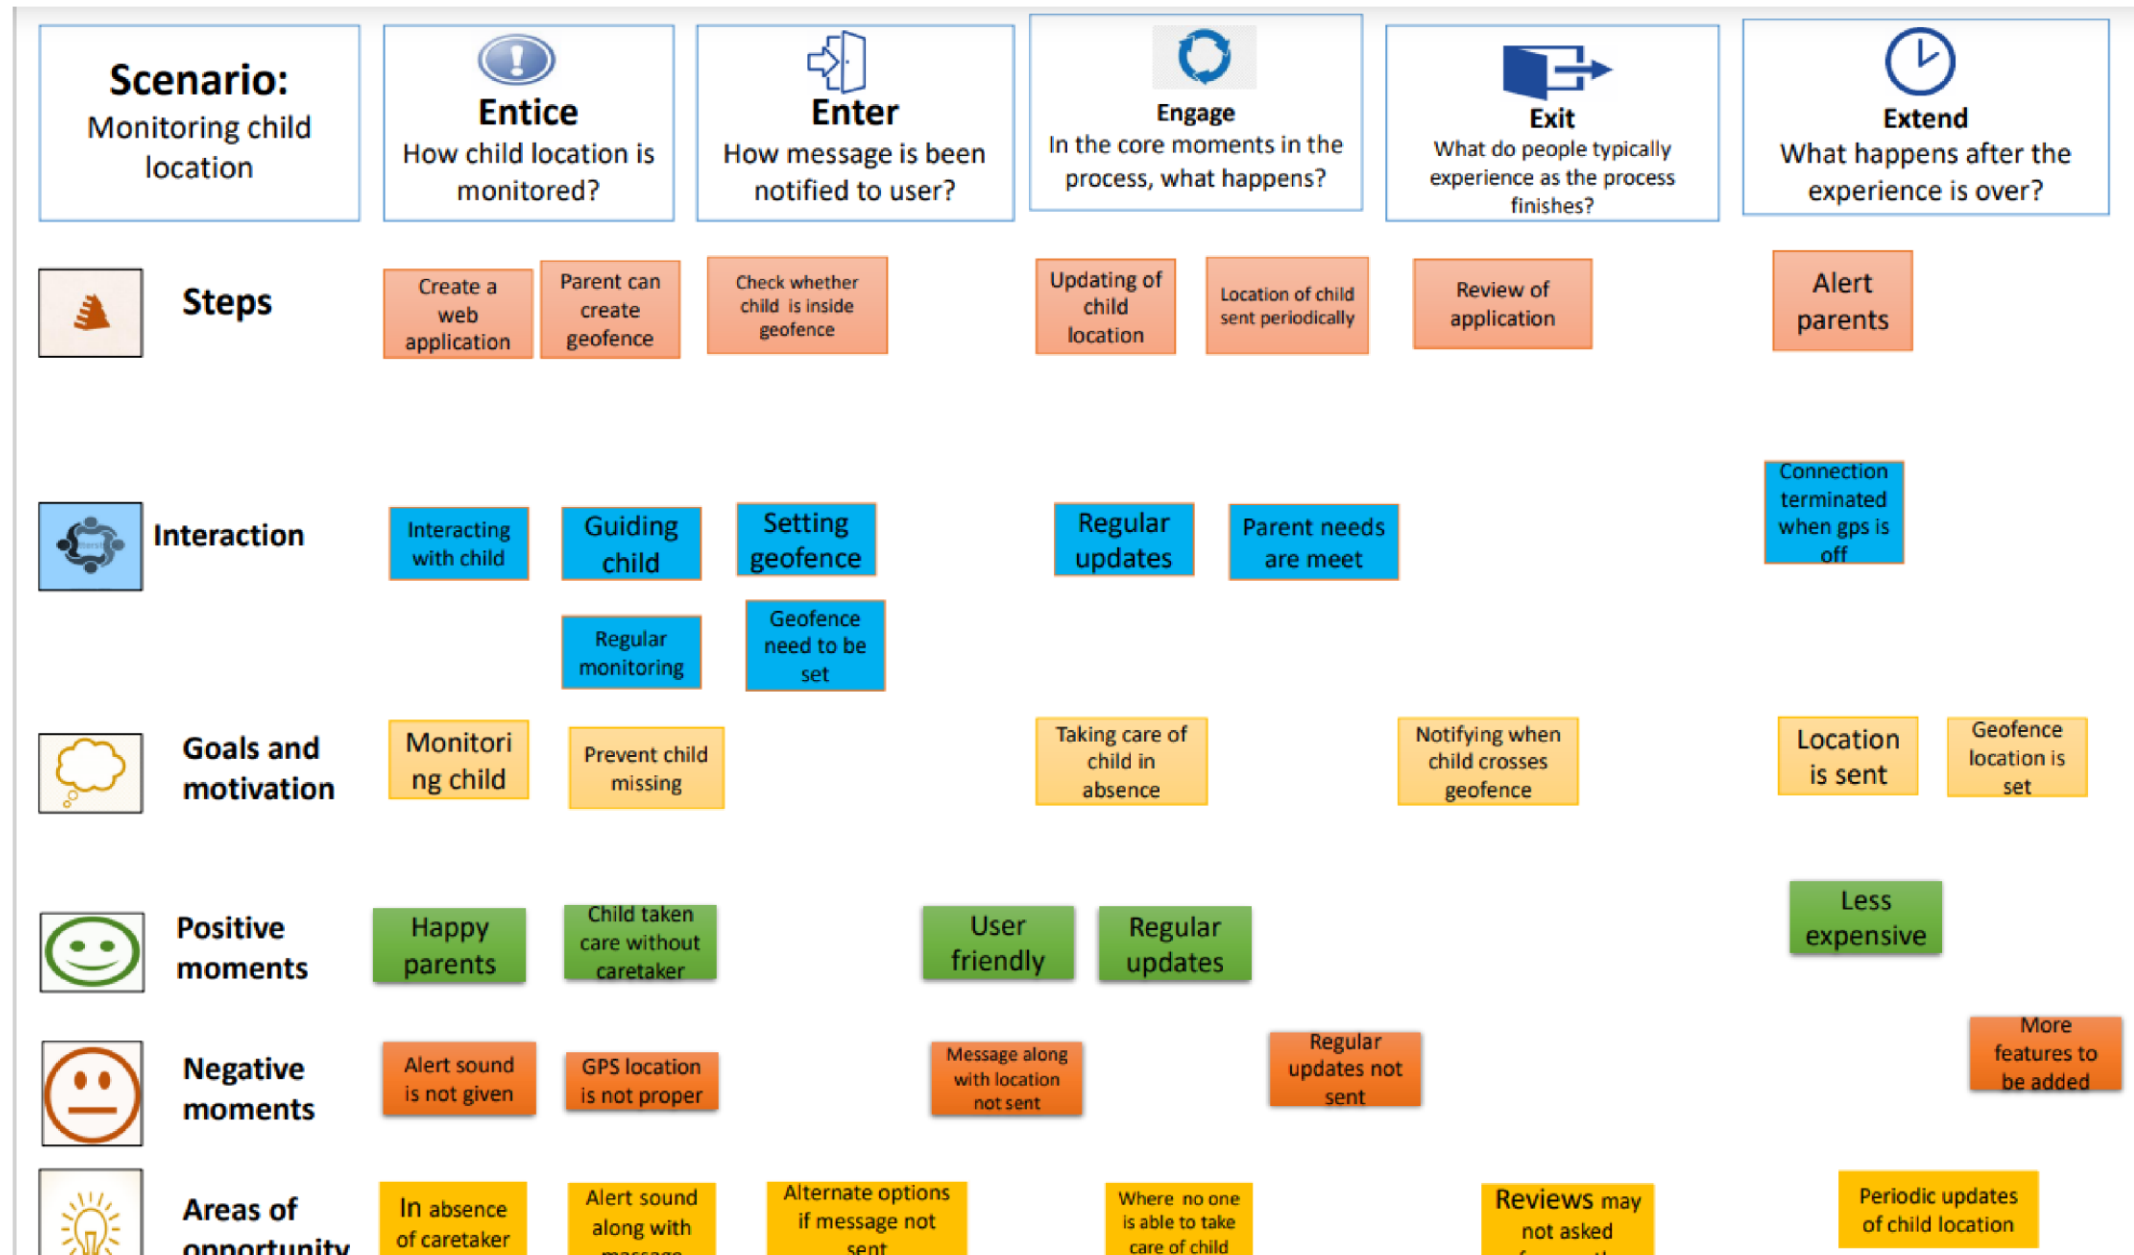 Scenario:
Monitoring child
location
Entice
How child location is
monitored?
Enter
How message is been
notified to user?
Engage
In the core moments in the
process, what happens?
Exit
What do people typically
experience as the process
finishes?
Extend
What happens after the
experience is over?
Steps
Create a
web
application
Parent can
create
geofence
Check whether
child is inside
geofence
Updating of
child
location
Location of child
sent periodically
Review of
application
Alert
parents
Interaction
Interacting
with child
Guiding
child
Setting
geofence
Regular
updates
Parent needs
are meet
Connection
terminated
when gps is
off
Regular
monitoring
Geofence
need to be
set
Goals and
motivation
Monitori
ng child
Prevent child
missing
Taking care of
child in
absence
Notifying when
child crosses
geofence
Location
is sent
Geofence
location is
set
Positive
moments
Happy
parents
Child taken
care without
caretaker
User
friendly
Regular
updates
Less
expensive
Negative
moments
Alert sound
is not given
GPS location
is not proper
Message along
with location
not sent
Regular
updates not
sent
More
features to
be added
Areas of
opportunity
In absence
of caretaker
Alert sound
along with
Alternate options
if message not
sent
Where no one
is able to take
care of child
Reviews may
not asked
Periodic updates
of child location